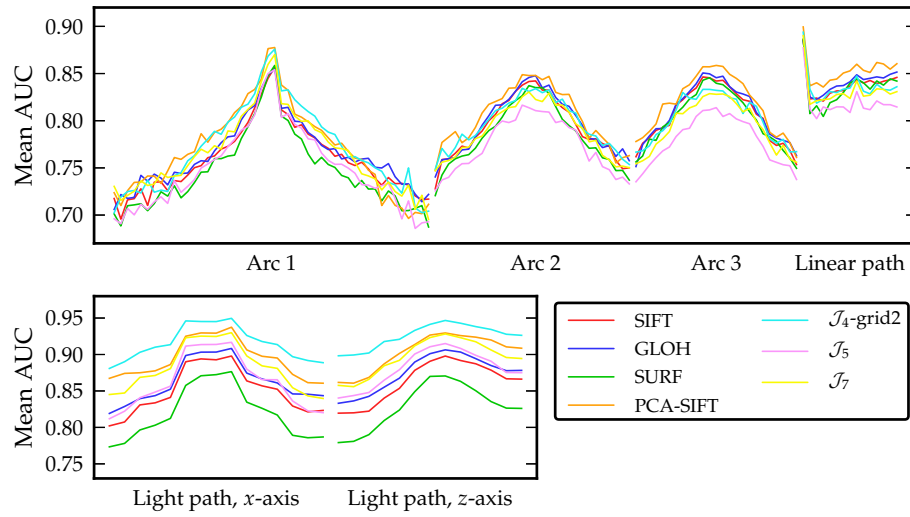 0.90
0.85
0.80
0.75
0.70
Mean AUC
Arc 1 Arc 2 Arc 3 Linear path
0.95
0.90
0.85
0.80
0.75
Mean AUC
Light path, x-axis Light path, z-axis
SIFT
GLOH
SURF
PCA-SIFT
𝒥₄-grid2
𝒥₅
𝒥₇